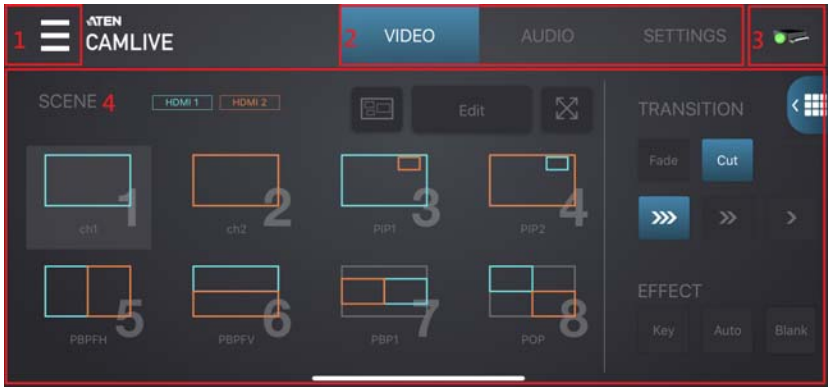 1
ATEN
CAMLIVE
2
VIDEO
AUDIO
SETTINGS
3
SCENE 4
HDMI 1
HDMI 2
Edit
TRANSITION
1
ch1
2
ch2
3
PIP1
4
PIP2
Fade
Cut
5
PBPFH
6
PBPFV
7
PBP1
8
POP
EFFECT
Key
Auto
Blank